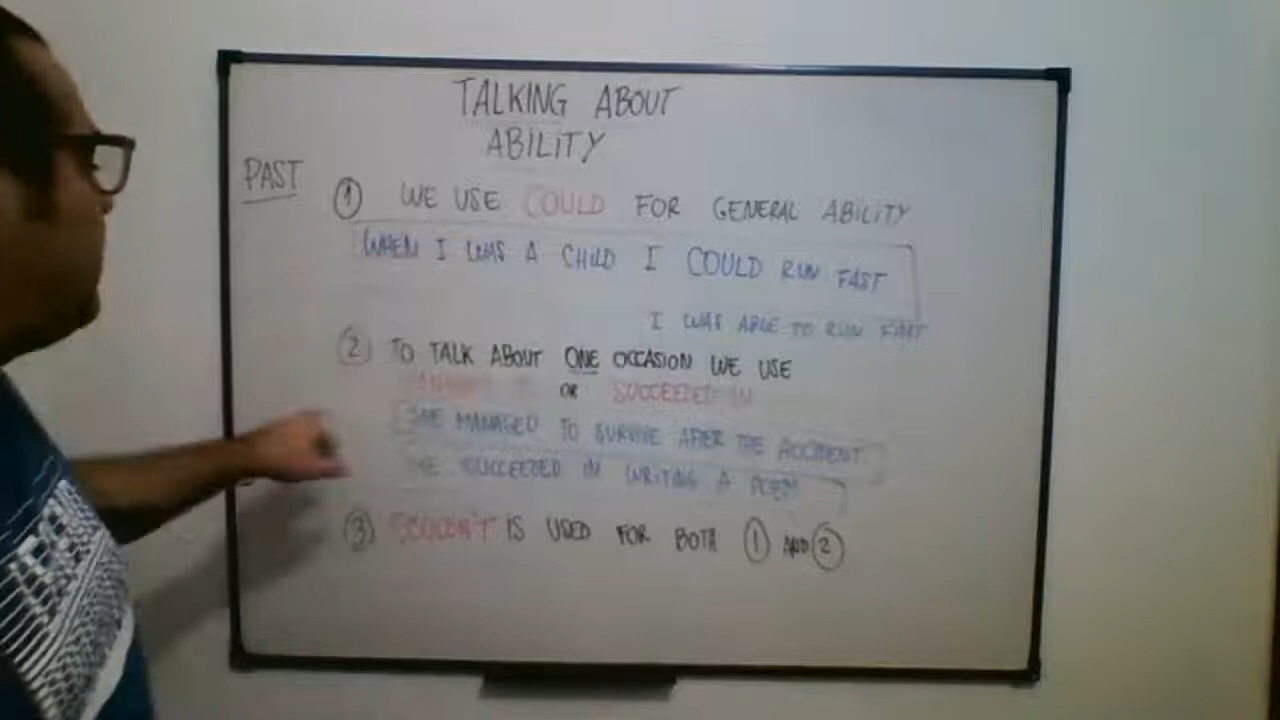 TALKING ABOUT
ABILITY
PAST
1 WE USE COULD FOR GENERAL ABILITY
WHEN I WAS A CHILD I COULD RUN FAST
I WAS ABLE TO RUN FAST
2 TO TALK ABOUT ONE OCCASION WE USE
OR SUCCEEDED IN
SHE MANAGED TO SURVIVE AFTER THE ACCIDENT
HE SUCCEEDED IN WRITING A POEM
3 COULDN'T IS USED FOR BOTH 1 AND 2